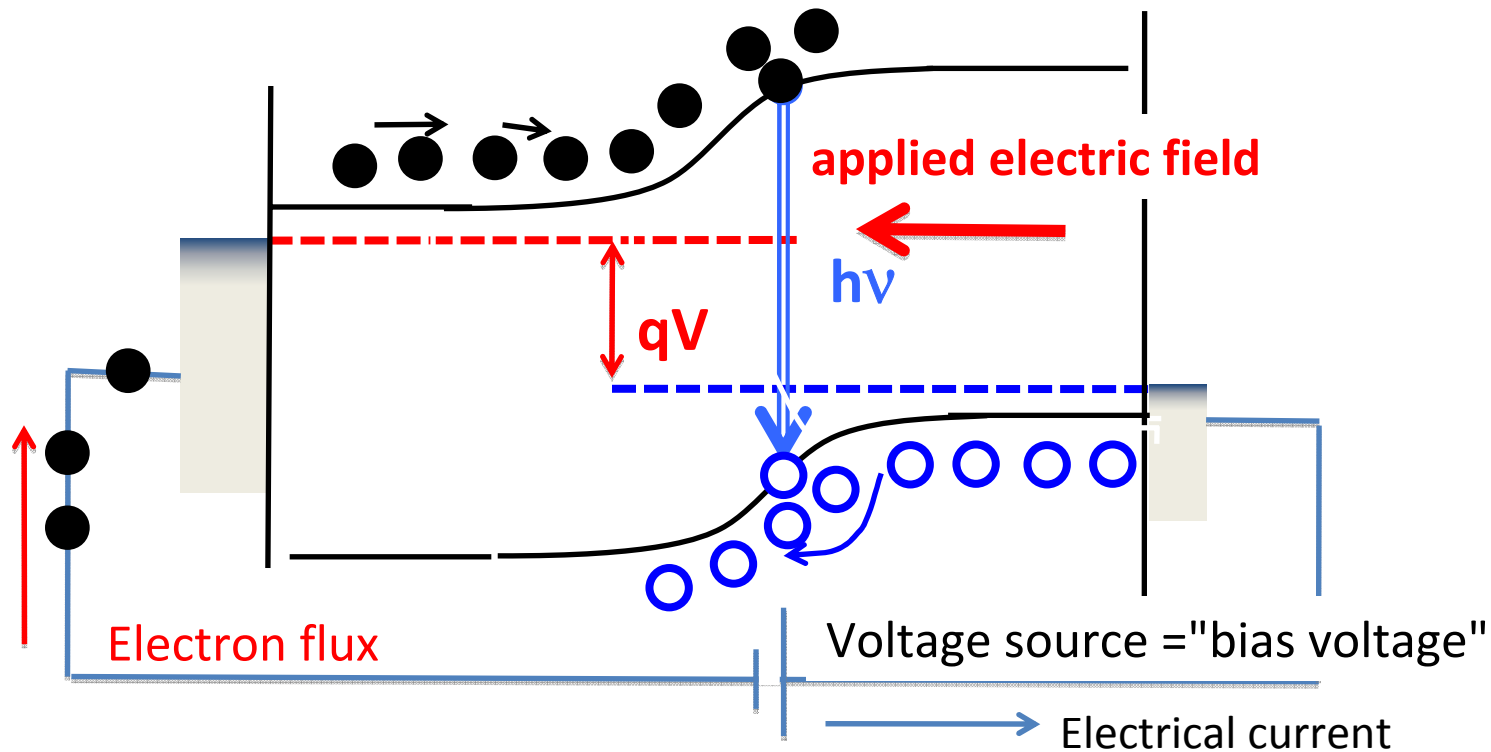 applied electric field
hν
qV
Electron flux
Voltage source ="bias voltage"
Electrical current